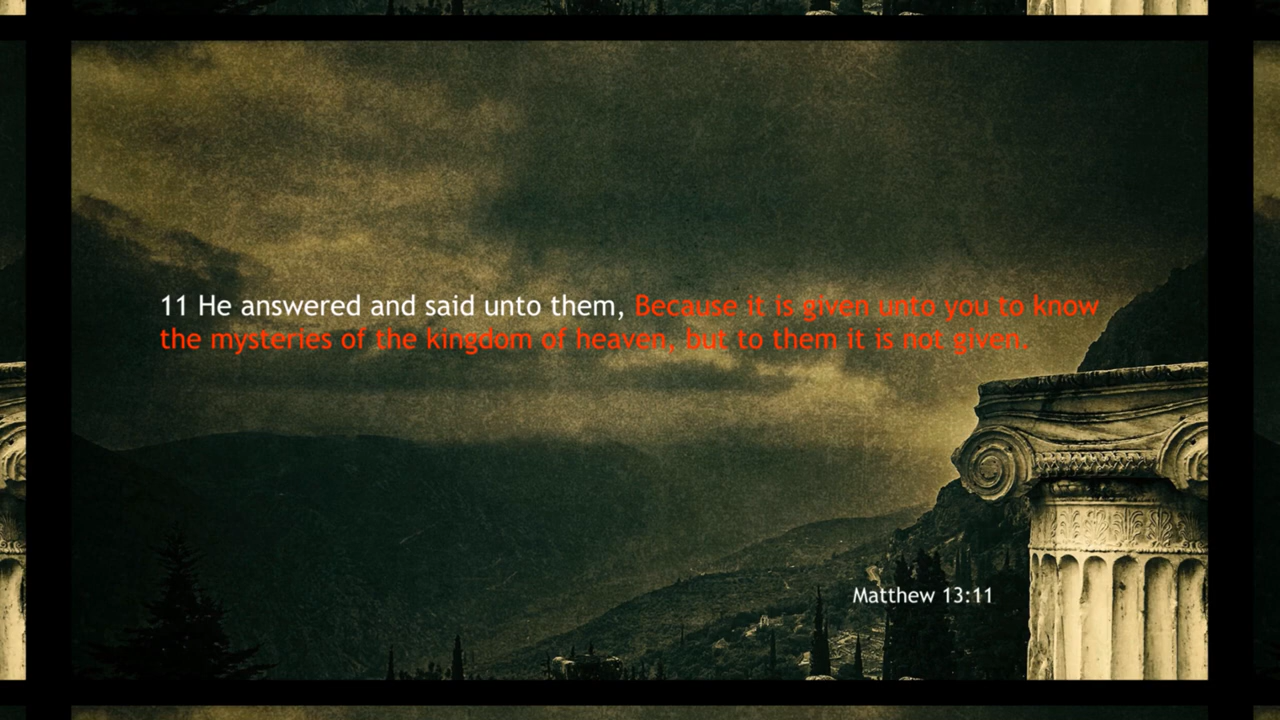 11 He answered and said unto them, Because it is given unto you to know
the mysteries of the kingdom of heaven, but to them it is not given.
Matthew 13:11